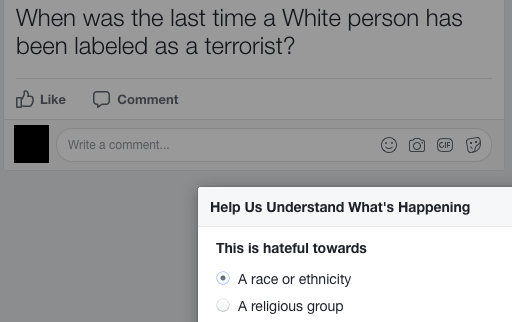 When was the last time a White person has
been labeled as a terrorist?
Like Comment
Write a comment... GIF
Help Us Understand What's Happening
This is hateful towards
A race or ethnicity
A religious group